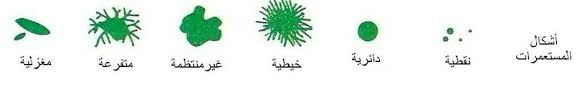 أشكال
المستعمرات
نقطية
دائرية
خيطية
غيرمنتظمة
متفرعة
مغزلية